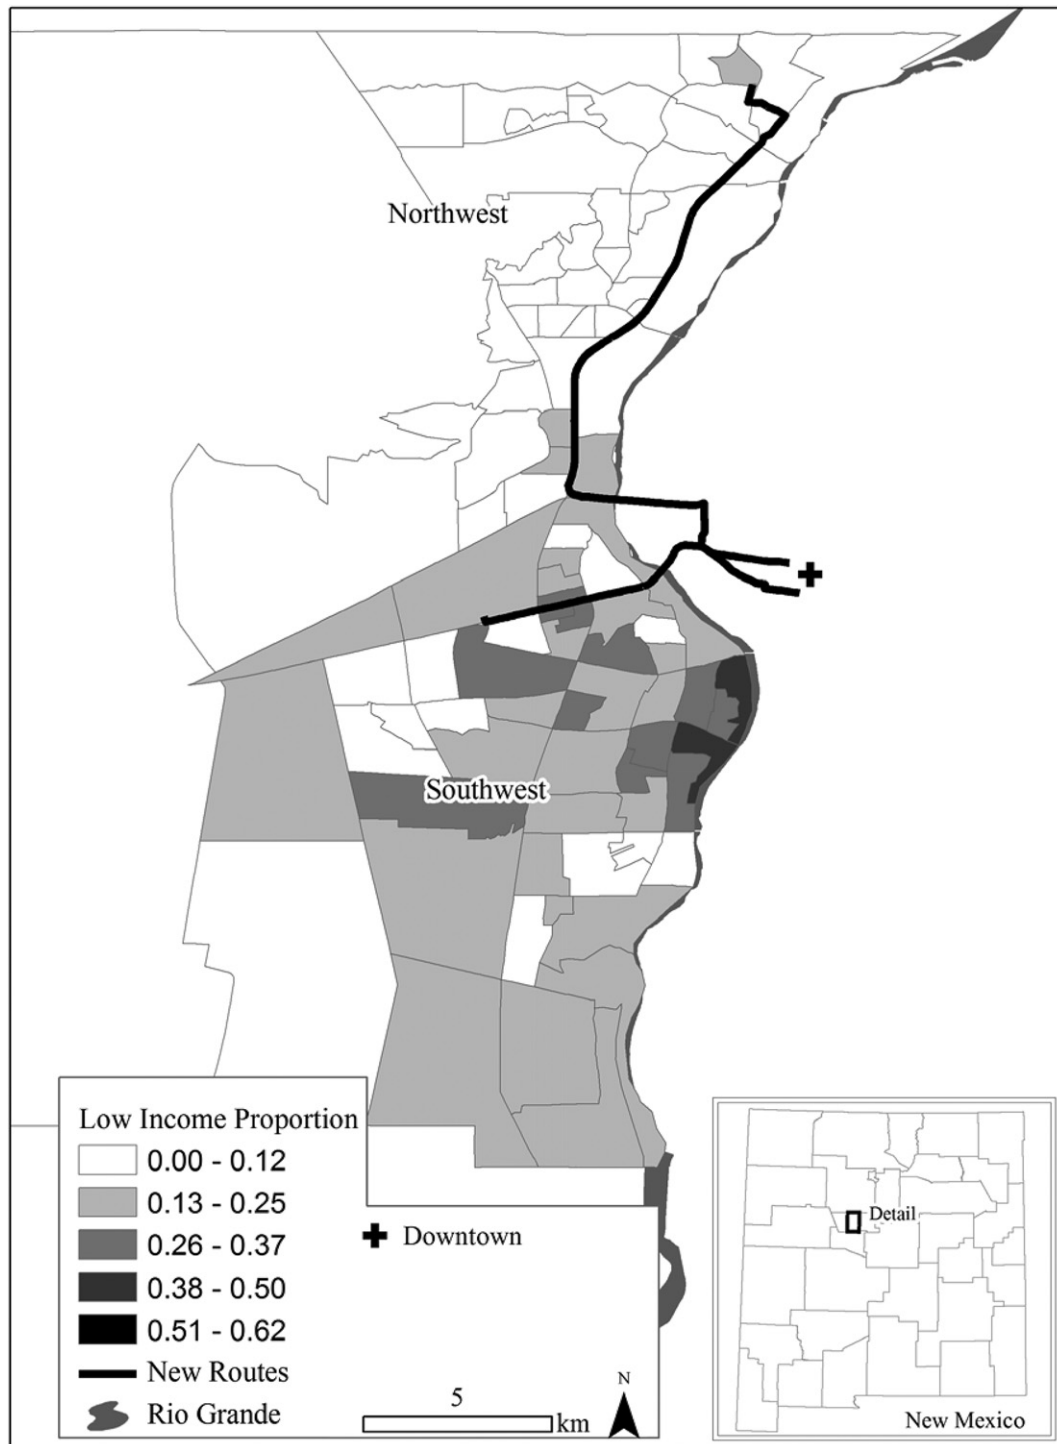 Northwest
Southwest
Low Income Proportion
0.00 - 0.12
0.13 - 0.25
0.26 - 0.37
0.38 - 0.50
0.51 - 0.62
New Routes
Rio Grande
Downtown
5
km
N
Detail
New Mexico